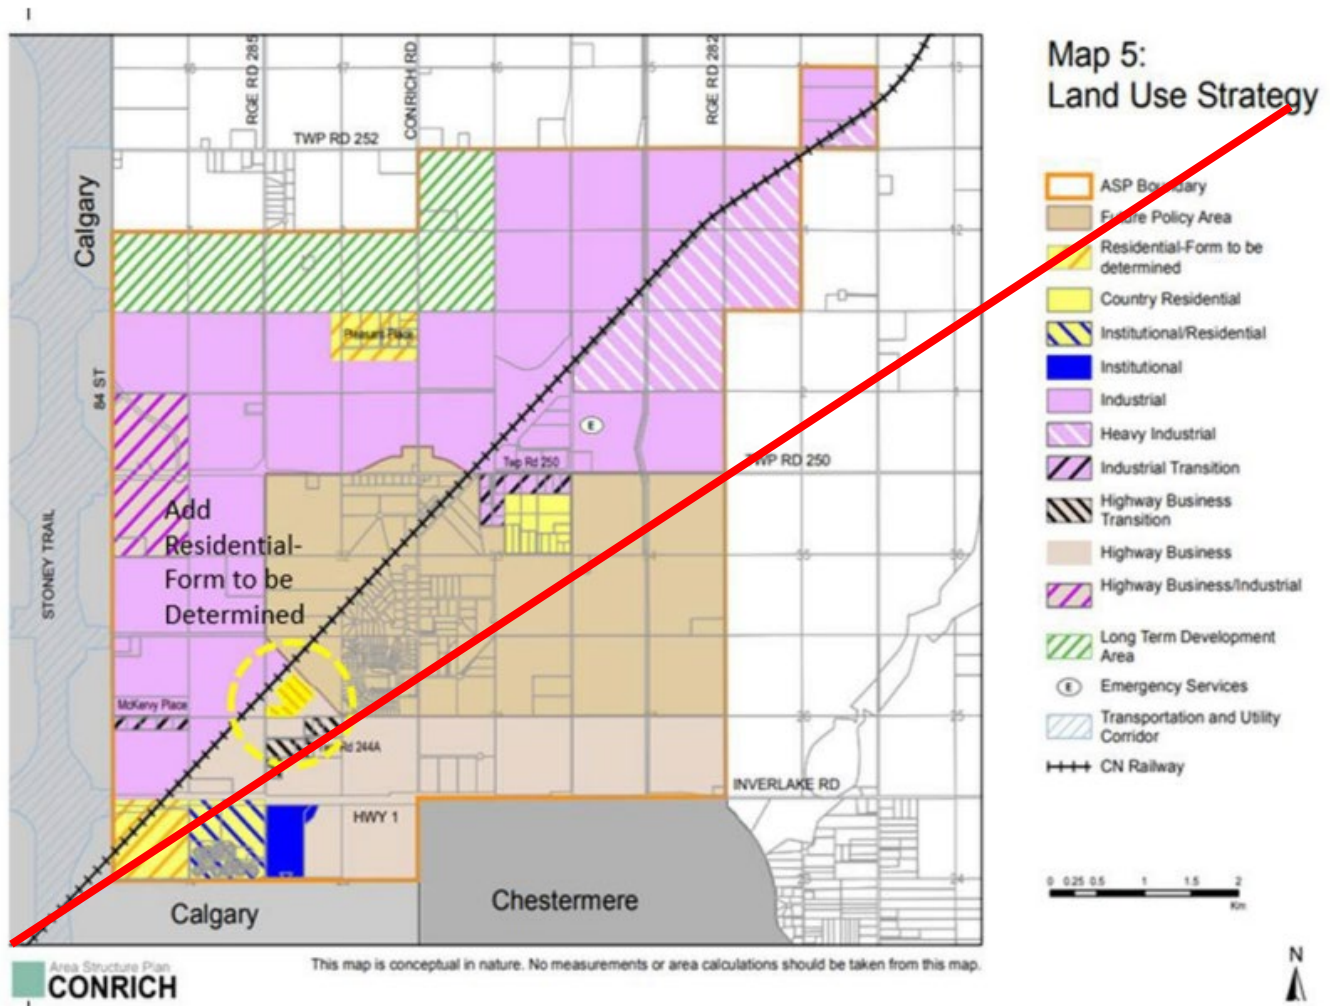 Map 5:
Land Use Strategy
RGE RD 285
CONRICH RD
RGE RD 282
TWP RD 252
Calgary
84 ST
STONEY TRAIL
Pleasant Place
E
Twp Rd 250
TWP RD 250
Add
Residential-
Form to be
Determined
McKervy Place
Rd 244A
INVERLAKE RD
HWY 1
Calgary
Chestermere
ASP Boundary
Future Policy Area
Residential-Form to be
determined
Country Residential
Institutional/Residential
Institutional
Industrial
Heavy Industrial
Industrial Transition
Highway Business
Transition
Highway Business
Highway Business/Industrial
Long Term Development
Area
E Emergency Services
Transportation and Utility
Corridor
CN Railway
0 0.25 0.5 1 1.5 2
Km
N
Area Structure Plan
CONRICH
This map is conceptual in nature. No measurements or area calculations should be taken from this map.